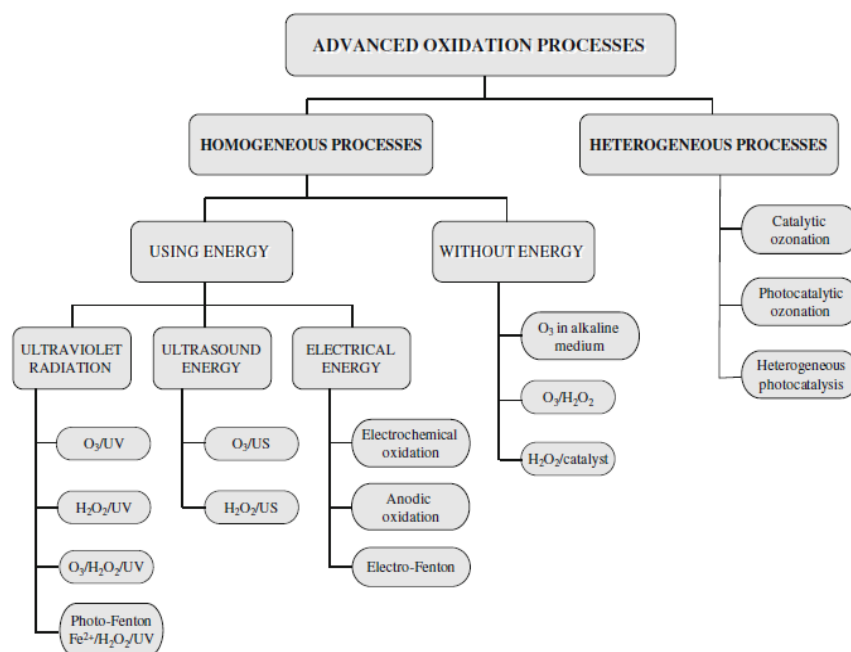 ADVANCED OXIDATION PROCESSES
HOMOGENEOUS PROCESSES
HETEROGENEOUS PROCESSES
USING ENERGY
WITHOUT ENERGY
Catalytic
ozonation
Photocatalytic
ozonation
Heterogeneous
photocatalysis
ULTRAVIOLET
RADIATION
ULTRASOUND
ENERGY
ELECTRICAL
ENERGY
O₃ in alkaline
medium
O₃/H₂O₂
H₂O₂/catalyst
O₃/UV
H₂O₂/UV
O₃/H₂O₂/UV
Photo-Fenton
Fe²⁺/H₂O₂/UV
O₃/US
H₂O₂/US
Electrochemical
oxidation
Anodic
oxidation
Electro-Fenton